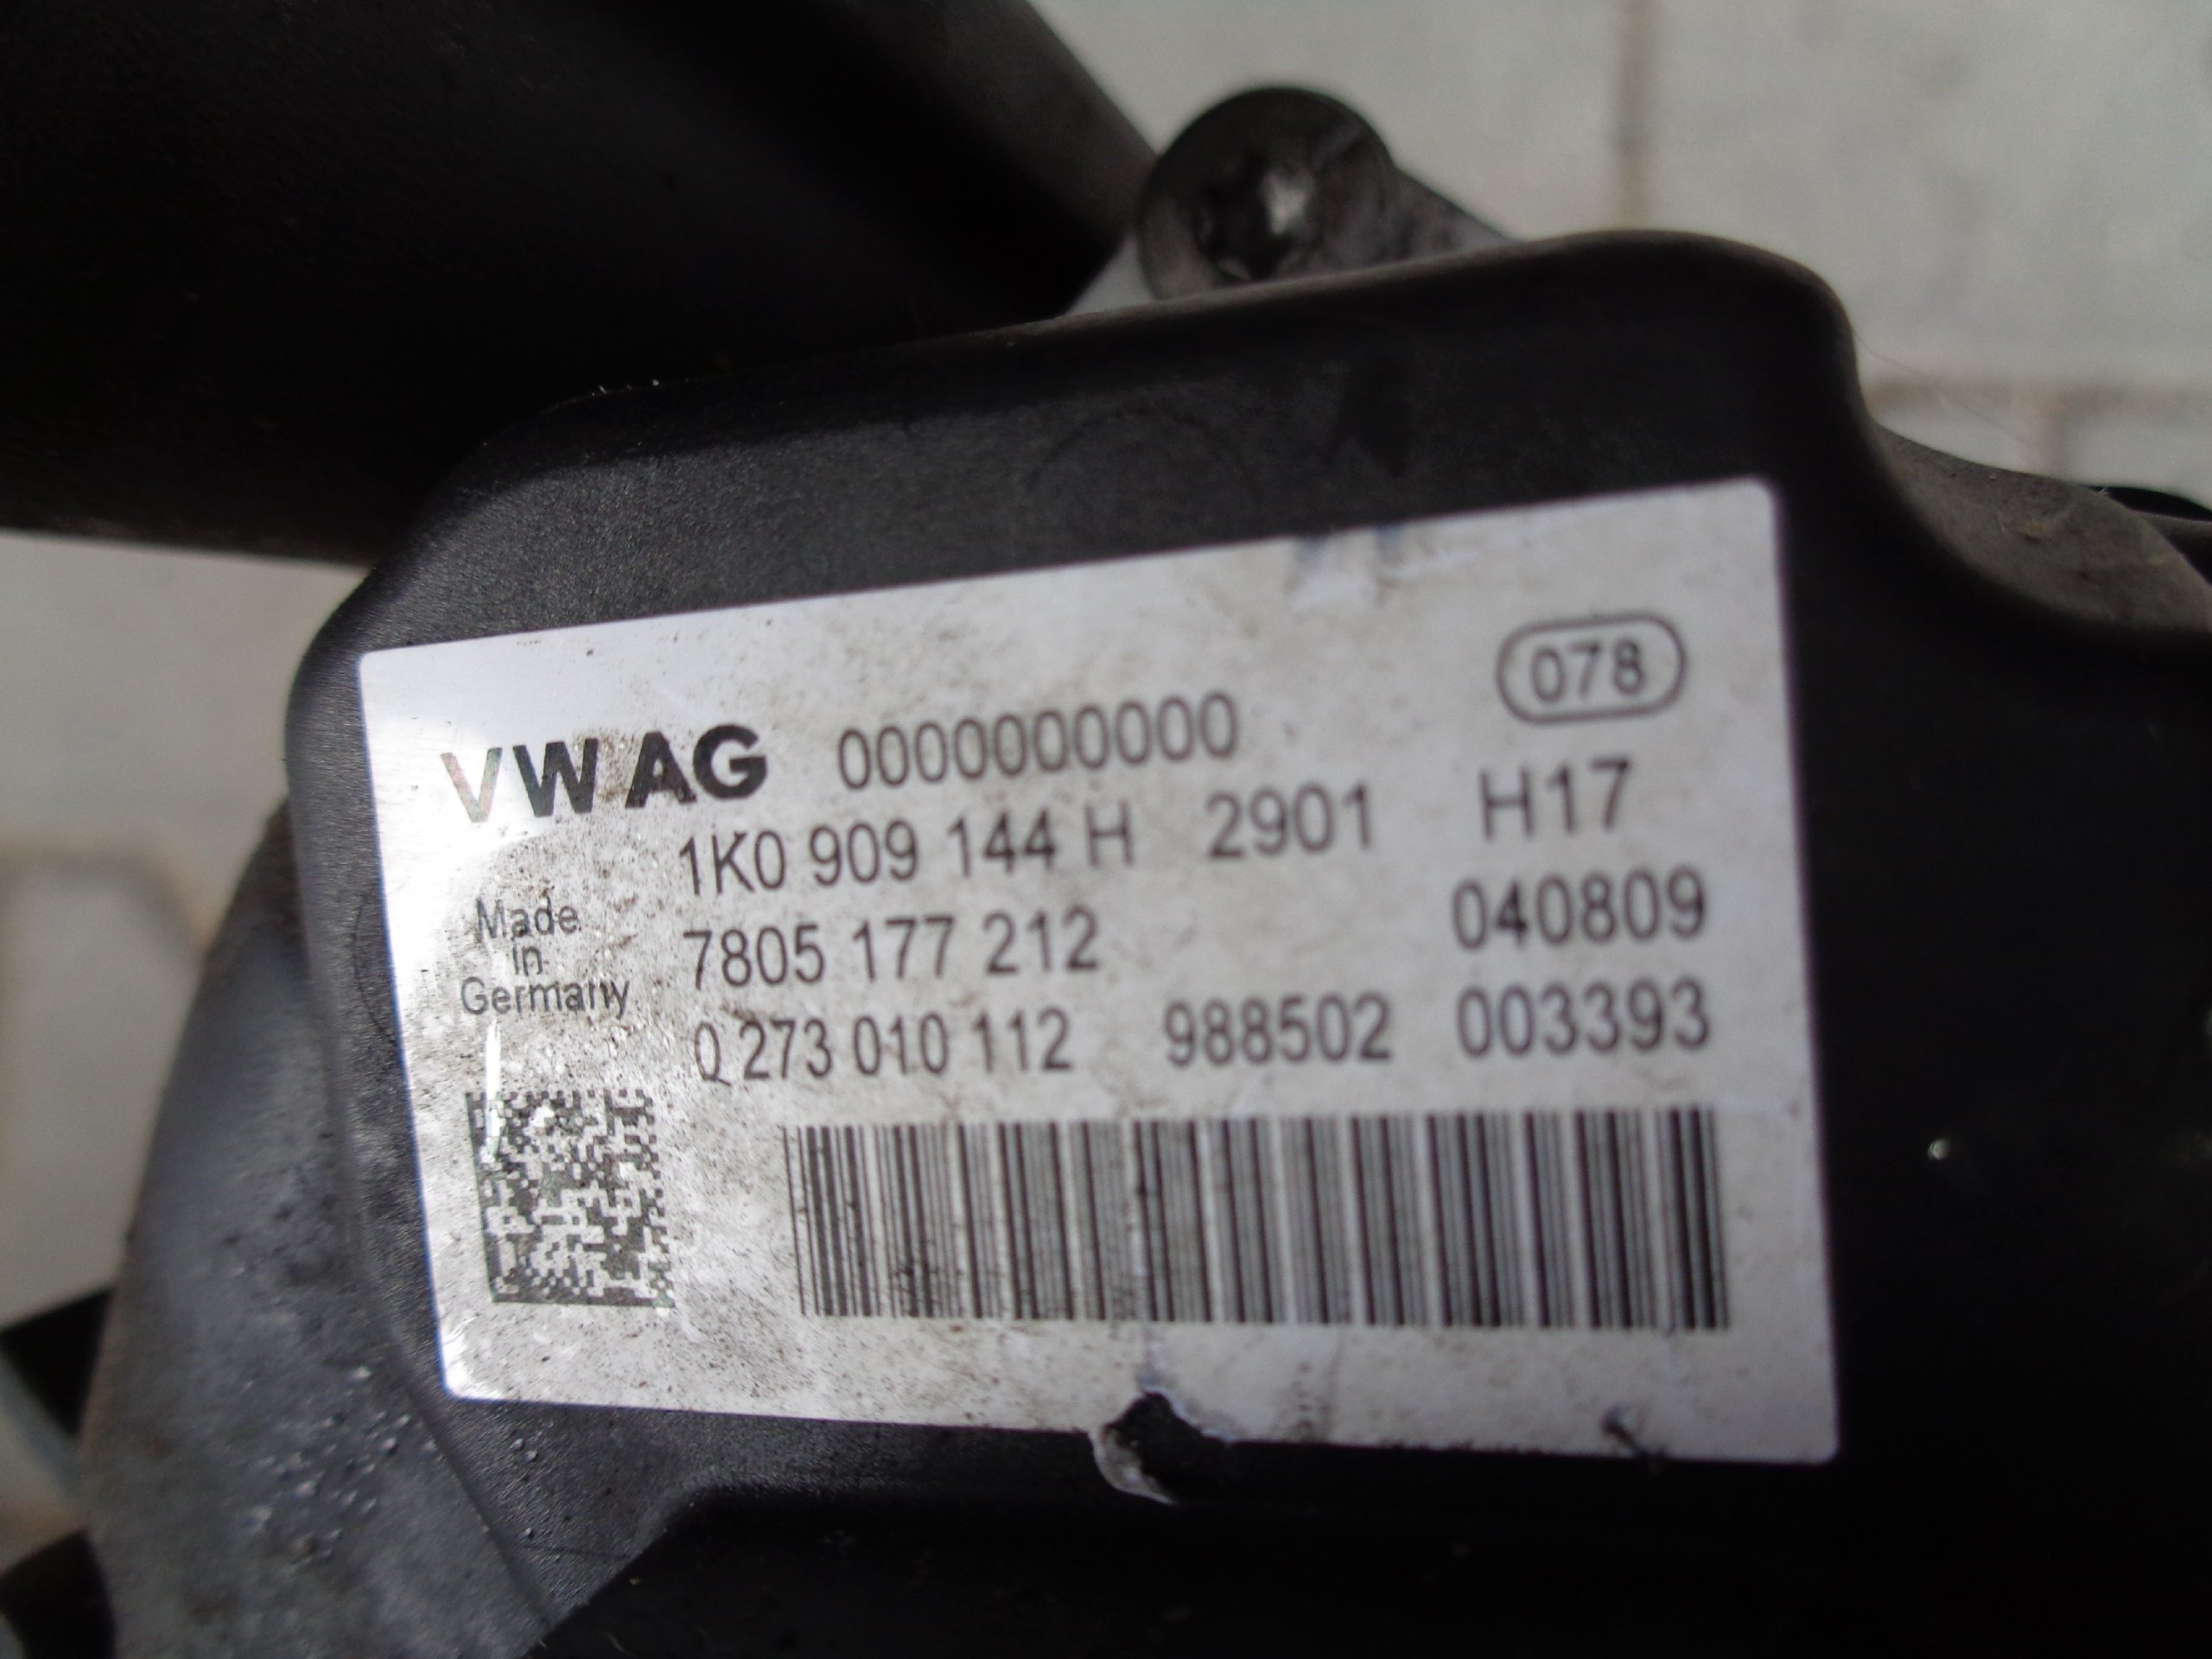 078
VW AG 0000000000
1K0 909 144 H 2901 H17
Made in Germany
7805 177 212 040809
0 273 010 112 988502 003393